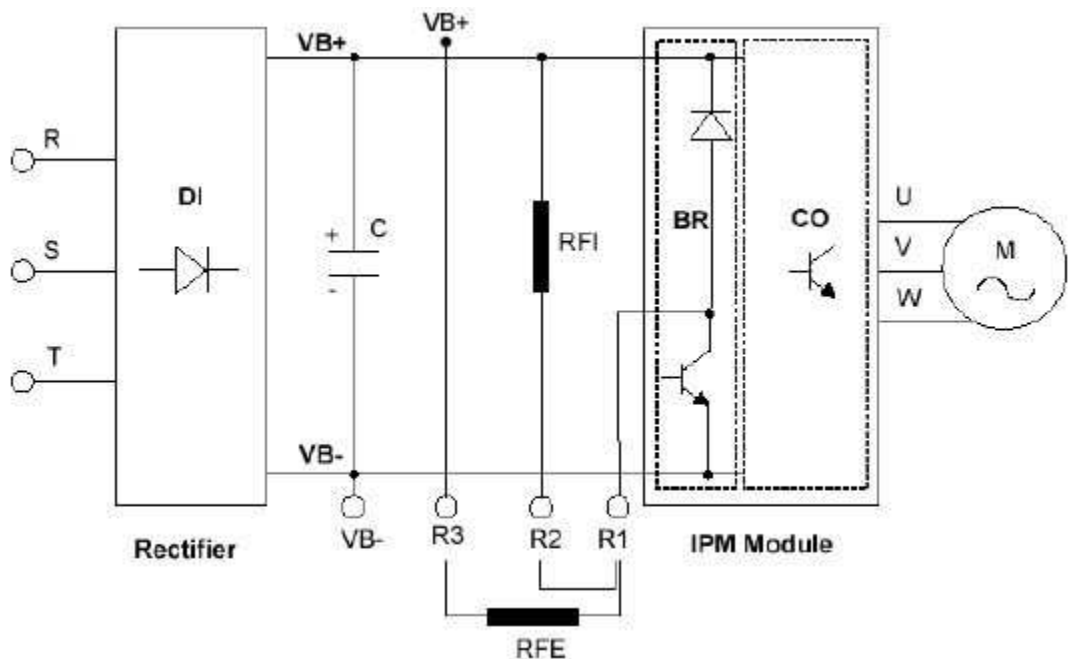 VB+
VB+
R
S
T
DI
+
C
-
RFI
BR
CO
U
V
W
M
VB-
VB-
R3
R2
R1
Rectifier
IPM Module
RFE